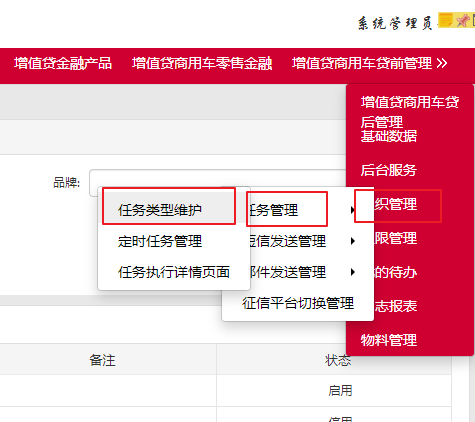 系统管理员
增值贷金融产品 增值贷商用车零售金融 增值贷商用车贷前管理 »
增值贷商用车贷
后管理
基础数据
后台服务
品牌:
任务类型维护 任务管理 织管理
定时任务管理 短信发送管理 限管理
任务执行详情页面 邮件发送管理 的待办
征信平台切换管理 志报表
物料管理
备注 状态
启用
停用